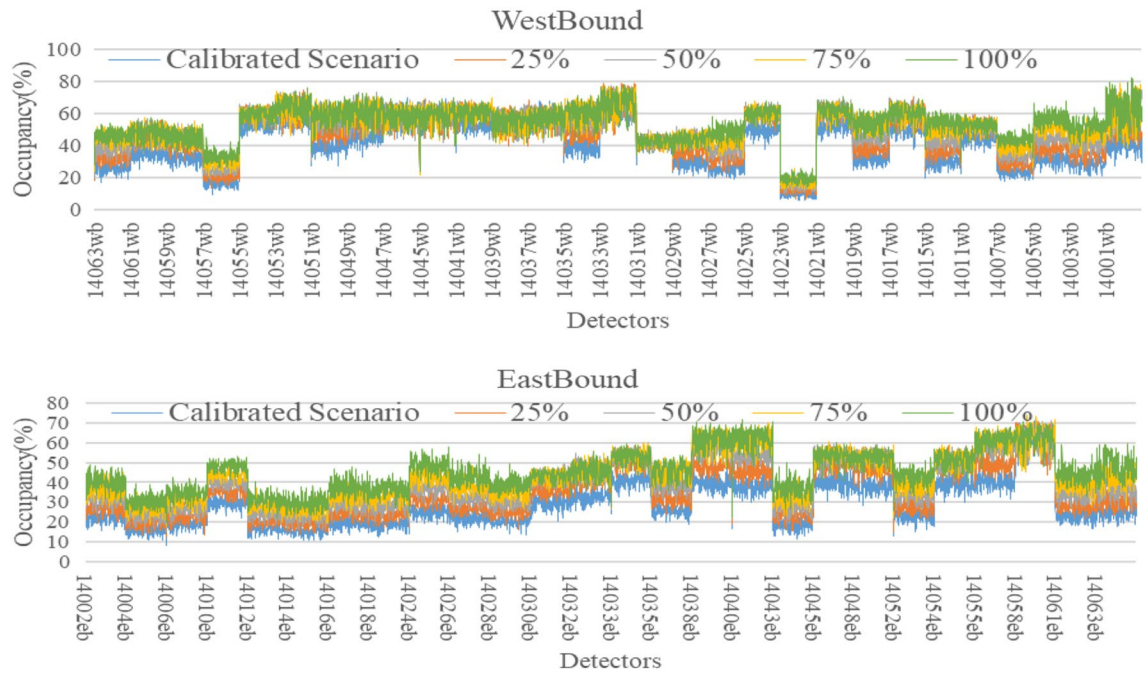 WestBound
Occupancy(%)
100
80
60
40
20
0
Calibrated Scenario 25% 50% 75% 100%
14063wb 14061wb 14059wb 14057wb 14055wb 14053wb 14051wb 14049wb 14047wb 14045wb 14041wb 14039wb 14037wb 14035wb 14033wb 14031wb 14029wb 14027wb 14025wb 14023wb 14021wb 14019wb 14017wb 14015wb 14011wb 14007wb 14005wb 14003wb 14001wb
Detectors
EastBound
Occupancy(%)
80
70
60
50
40
30
20
10
0
Calibrated Scenario 25% 50% 75% 100%
14002eb 14004eb 14006eb 14010eb 14012eb 14014eb 14016eb 14018eb 14024eb 14026eb 14028eb 14030eb 14032eb 14033eb 14035eb 14038eb 14040eb 14043eb 14045eb 14048eb 14052eb 14054eb 14058eb 14061eb 14063eb
Detectors